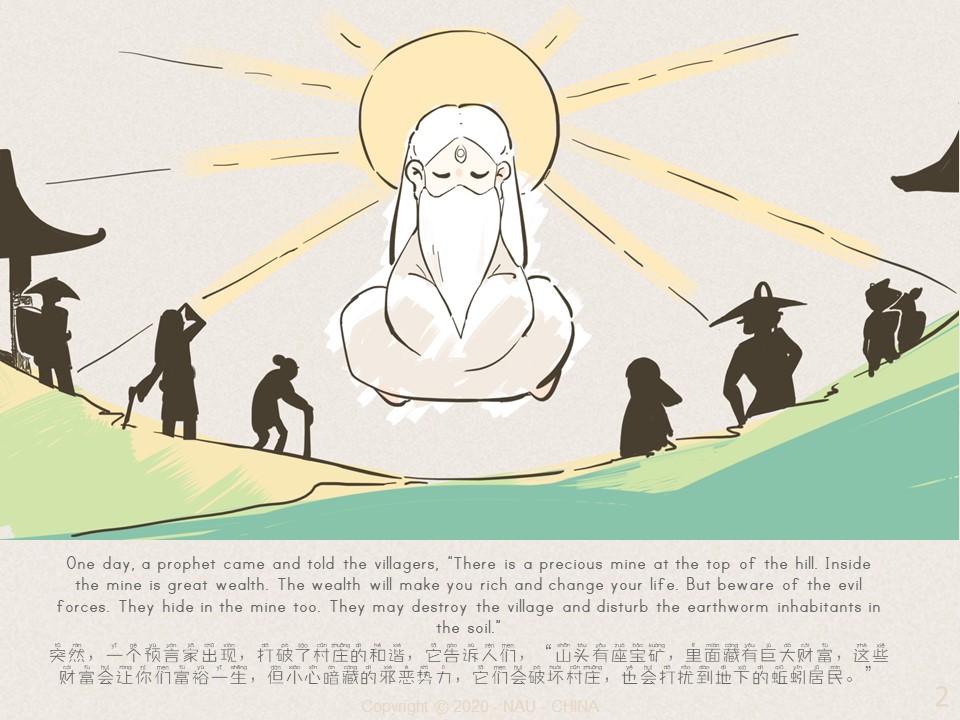 One day, a prophet came and told the villagers, "There is a precious mine at the top of the hill. Inside
the mine is great wealth. The wealth will make you rich and change your life. But beware of the evil
forces. They hide in the mine too. They may destroy the village and disturb the earthworm inhabitants in
the soil."
突然，一个预言家出现，打破了村庄的和谐，它告诉人们，“山头有座宝矿，里面藏有巨大财富，这些
财富会让你们富裕一生，但小心暗藏的邪恶势力，它们会破坏村庄，也会打扰到地下的蚯蚓居民。”
Copyright © 2020 - NAU - CHINA
2